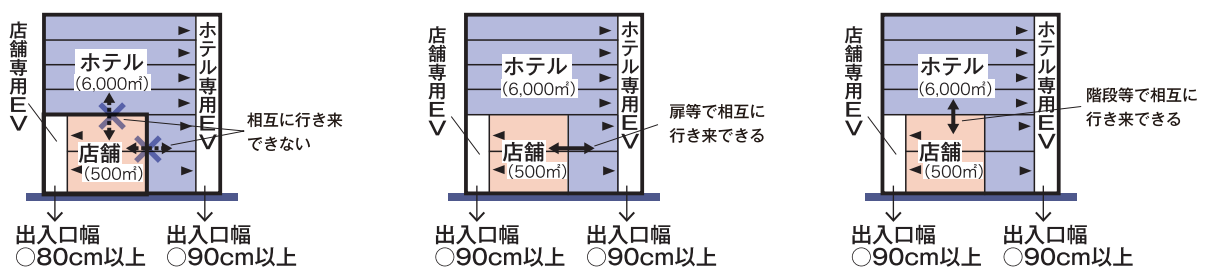 店舗専用EV
ホテル専用EV
ホテル
(6,000㎡)
店舗
(500㎡)
相互に行き来
できない
出入口幅
○80cm以上
出入口幅
○90cm以上
店舗専用EV
ホテル専用EV
ホテル
(6,000㎡)
店舗
(500㎡)
扉等で相互に
行き来できる
出入口幅
○90cm以上
出入口幅
○90cm以上
店舗専用EV
ホテル専用EV
ホテル
(6,000㎡)
店舗
(500㎡)
階段等で相互に
行き来できる
出入口幅
○90cm以上
出入口幅
○90cm以上